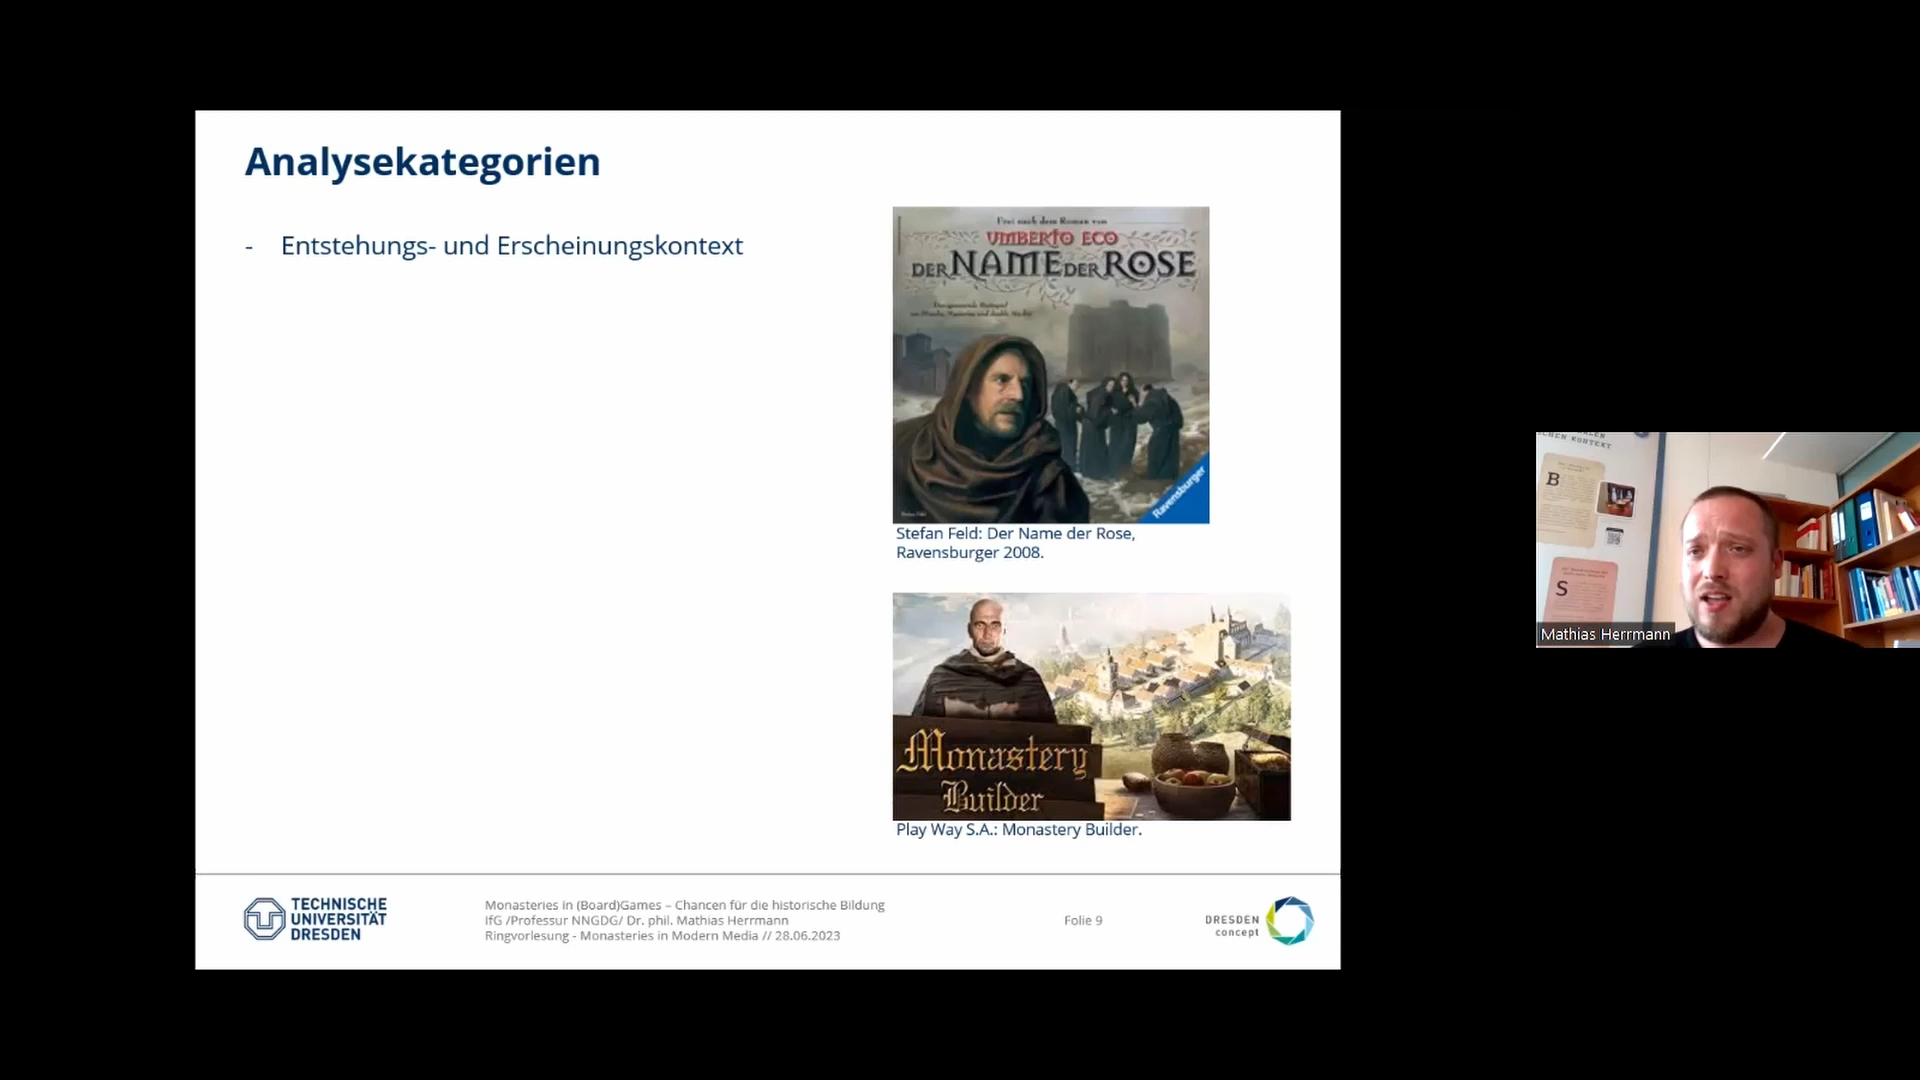 Analysekategorien
- Entstehungs- und Erscheinungskontext
Frei nach dem Roman von
UMBERTO ECO
DER NAME DER ROSE
Ravensburger
Stefan Feld: Der Name der Rose,
Ravensburger 2008.
Monastery
Builder
Play Way S.A.: Monastery Builder.
TECHNISCHE
UNIVERSITÄT
DRESDEN
Monasteries in (Board)Games – Chancen für die historische Bildung
IfG /Professur NNGDG/ Dr. phil. Mathias Herrmann
Ringvorlesung - Monasteries in Modern Media // 28.06.2023
Folie 9
DRESDEN
concept
KONTEXT
B
S
Mathias Herrmann